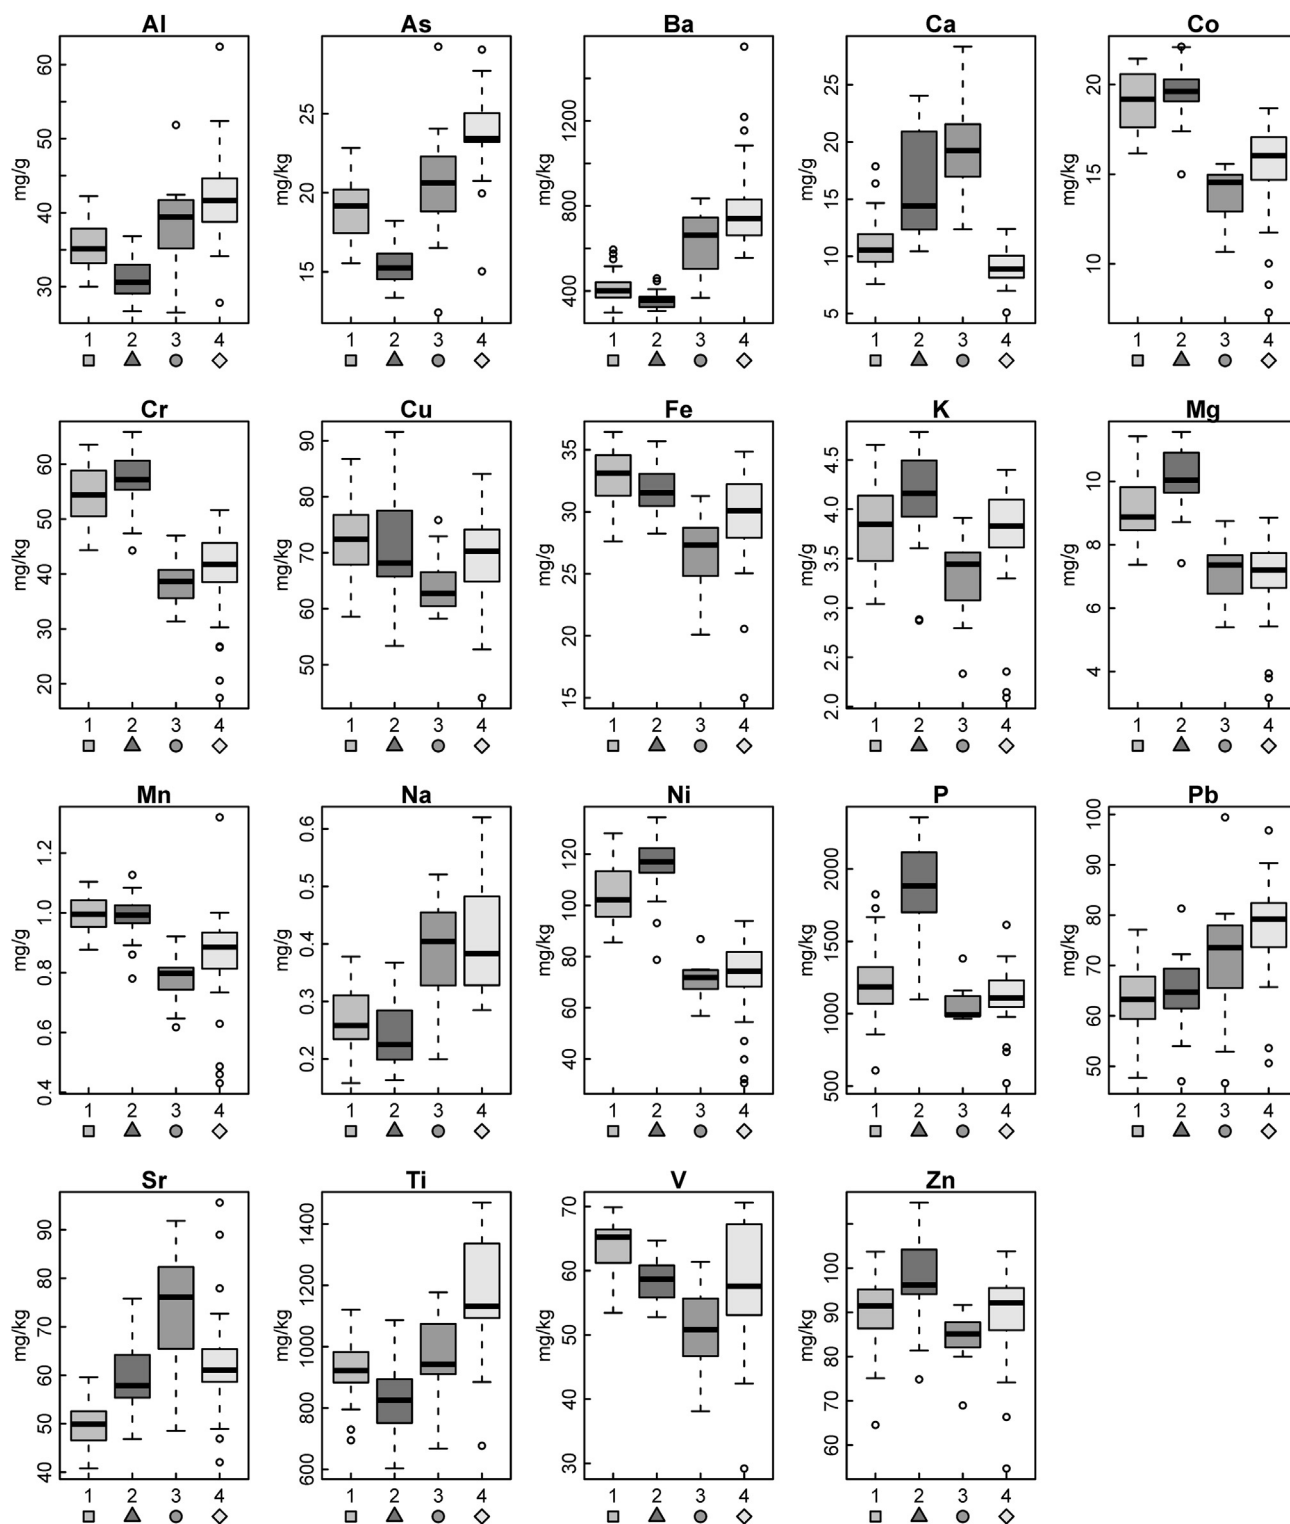 Al
mg/g
60
50
40
30
1 2 3 4
As
mg/kg
25
20
15
1 2 3 4
Ba
mg/kg
1200
800
400
1 2 3 4
Ca
mg/g
25
20
15
10
5
1 2 3 4
Co
mg/kg
20
15
10
1 2 3 4
Cr
mg/kg
60
50
40
30
20
1 2 3 4
Cu
mg/kg
90
80
70
60
50
1 2 3 4
Fe
mg/g
35
30
25
20
15
1 2 3 4
K
mg/g
4.5
4.0
3.5
3.0
2.5
2.0
1 2 3 4
Mg
mg/g
10
8
6
4
1 2 3 4
Mn
mg/g
1.2
1.0
0.8
0.6
0.4
1 2 3 4
Na
mg/g
0.6
0.5
0.4
0.3
0.2
1 2 3 4
Ni
mg/kg
120
100
80
60
40
1 2 3 4
P
mg/kg
2000
1500
1000
500
1 2 3 4
Pb
mg/kg
100
90
80
70
60
50
1 2 3 4
Sr
mg/kg
90
80
70
60
50
40
1 2 3 4
Ti
mg/kg
1400
1200
1000
800
600
1 2 3 4
V
mg/kg
70
60
50
40
30
1 2 3 4
Zn
mg/kg
100
90
80
70
60
1 2 3 4